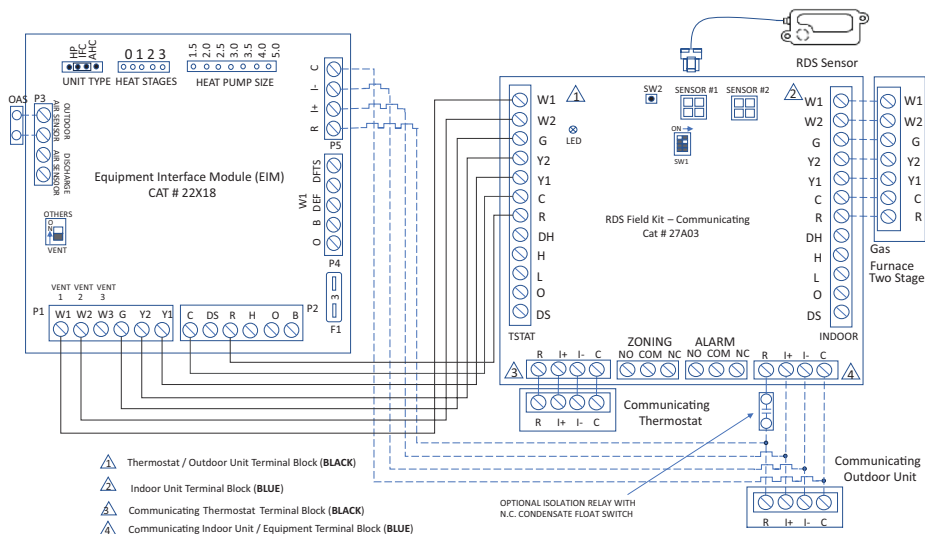 HP
IFC
AHC
UNIT TYPE
0 1 2 3
HEAT STAGES
1.5
2.0
2.5
3.0
3.5
4.0
5.0
HEAT PUMP SIZE
OAS
P3
OUTDOOR
AIR SENSOR
DISCHARGE
AIR SENSDOR
C
I-
I+
R
P5
Equipment Interface Module (EIM)
CAT # 22X18
W1
DFTS
DEF
B
O
P4
OTHERS
ON
VENT
VENT
1
VENT
2
VENT
3
P1
W1 W2 W3 G Y2 Y1
C DS R H O B
P2
3
F1
RDS Sensor
1
SW2
SENSOR #1
SENSOR #2
2
LED
ON
SW1
W1
W2
G
Y2
Y1
C
R
DH
H
L
O
DS
TSTAT
RDS Field Kit – Communicating
Cat # 27A03
W1
W2
G
Y2
Y1
C
R
DH
H
L
O
DS
INDOOR
W1
W2
G
Y2
Y1
C
R
Gas
Furnace
Two Stage
3
R I+ I- C
ZONING
NO COM NC
ALARM
NO COM NC
R I+ I- C
4
R I+ I- C
Communicating
Thermostat
Communicating
Outdoor Unit
R I+ I- C
OPTIONAL ISOLATION RELAY WITH
N.C. CONDENSATE FLOAT SWITCH
1 Thermostat / Outdoor Unit Terminal Block (BLACK)
2 Indoor Unit Terminal Block (BLUE)
3 Communicating Thermostat Terminal Block (BLACK)
4 Communicating Indoor Unit / Equipment Terminal Block (BLUE)